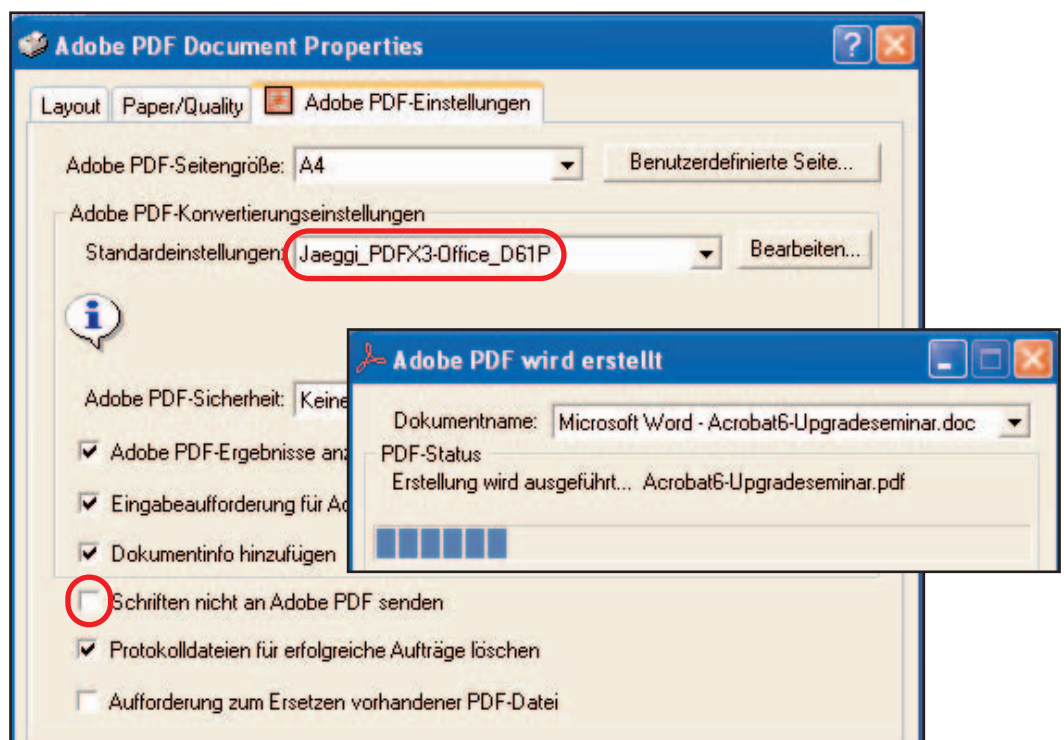 Adobe PDF Document Properties
Layout Paper/Quality Adobe PDF-Einstellungen
Adobe PDF-Seitengröße: A4 Benutzerdefinierte Seite...
Adobe PDF-Konvertierungseinstellungen
Standardeinstellungen: Jaeggi_PDFX3-Office_D61P Bearbeiten...
Adobe PDF-Sicherheit: Keine
Adobe PDF-Ergebnisse anz
Eingabeaufforderung für Ad
Dokumentinfo hinzufügen
Schriften nicht an Adobe PDF senden
Protokolldateien für erfolgreiche Aufträge löschen
Aufforderung zum Ersetzen vorhandener PDF-Datei
Adobe PDF wird erstellt
Dokumentname: Microsoft Word - Acrobat6-Upgradeseminar.doc
PDF-Status
Erstellung wird ausgeführt... Acrobat6-Upgradeseminar.pdf